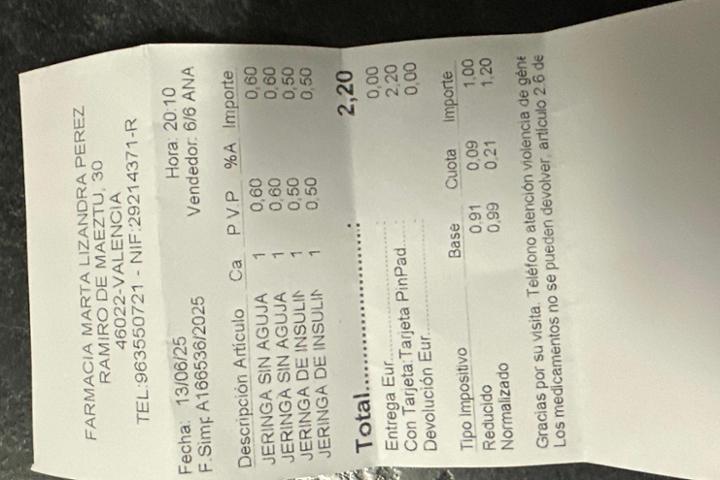 FARMACIA MARTA LIZANDRA PEREZ
RAMIRO DE MAEZTU, 30
46022-VALENCIA
TEL:963550721 - NIF:29214371-R
Fecha: 13/06/25 Hora: 20:10
F.Simp A166536/2025 Vendedor: 6/6 ANA
Descripción Artículo Ca P.V.P %A Importe
JERINGA SIN AGUJA 1 0,60 0,60
JERINGA SIN AGUJA 1 0,60 0,60
JERINGA DE INSULIN 1 0,50 0,50
JERINGA DE INSULIN 1 0,50 0,50
Total............................ 2,20
Entrega Eur........................: 0,00
Con Tarjeta:Tarjeta PinPad.....: 2,20
Devolución Eur..................: 0,00
Tipo Impositivo Base Cuota Importe
Reducido 0,91 0,09 1,00
Normalizado 0,99 0,21 1,20
Gracias por su visita. Teléfono atención violencia de géne
Los medicamentos no se pueden devolver, artículo 2.6 de